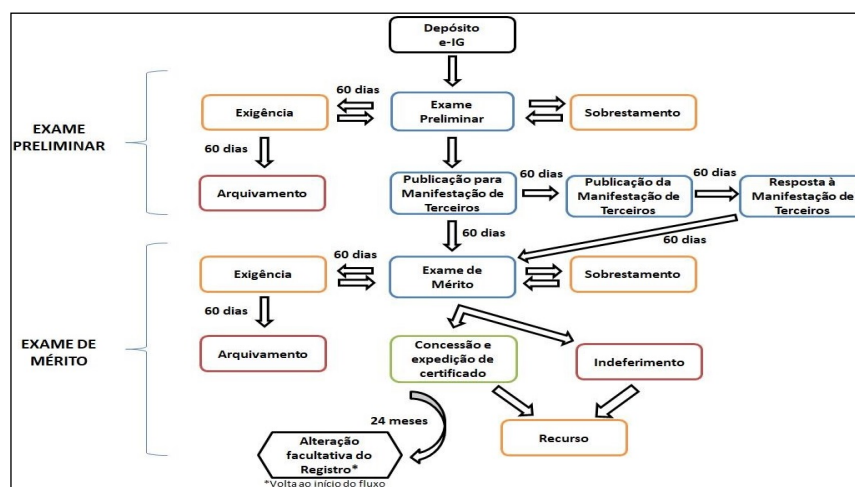 Depósito
e-IG
60 dias
Exigência
Exame
Preliminar
Sobrestamento
EXAME
PRELIMINAR
60 dias
Arquivamento
Publicação para
Manifestação de
Terceiros
60 dias
Publicação da
Manifestação de
Terceiros
60 dias
Resposta à
Manifestação de
Terceiros
60 dias
60 dias
60 dias
Exigência
Exame de
Mérito
Sobrestamento
60 dias
EXAME DE
MÉRITO
Arquivamento
Concessão e
expedição de
certificado
Indeferimento
24 meses
Recurso
Alteração
facultativa do
Registro*
*Volta ao início do fluxo